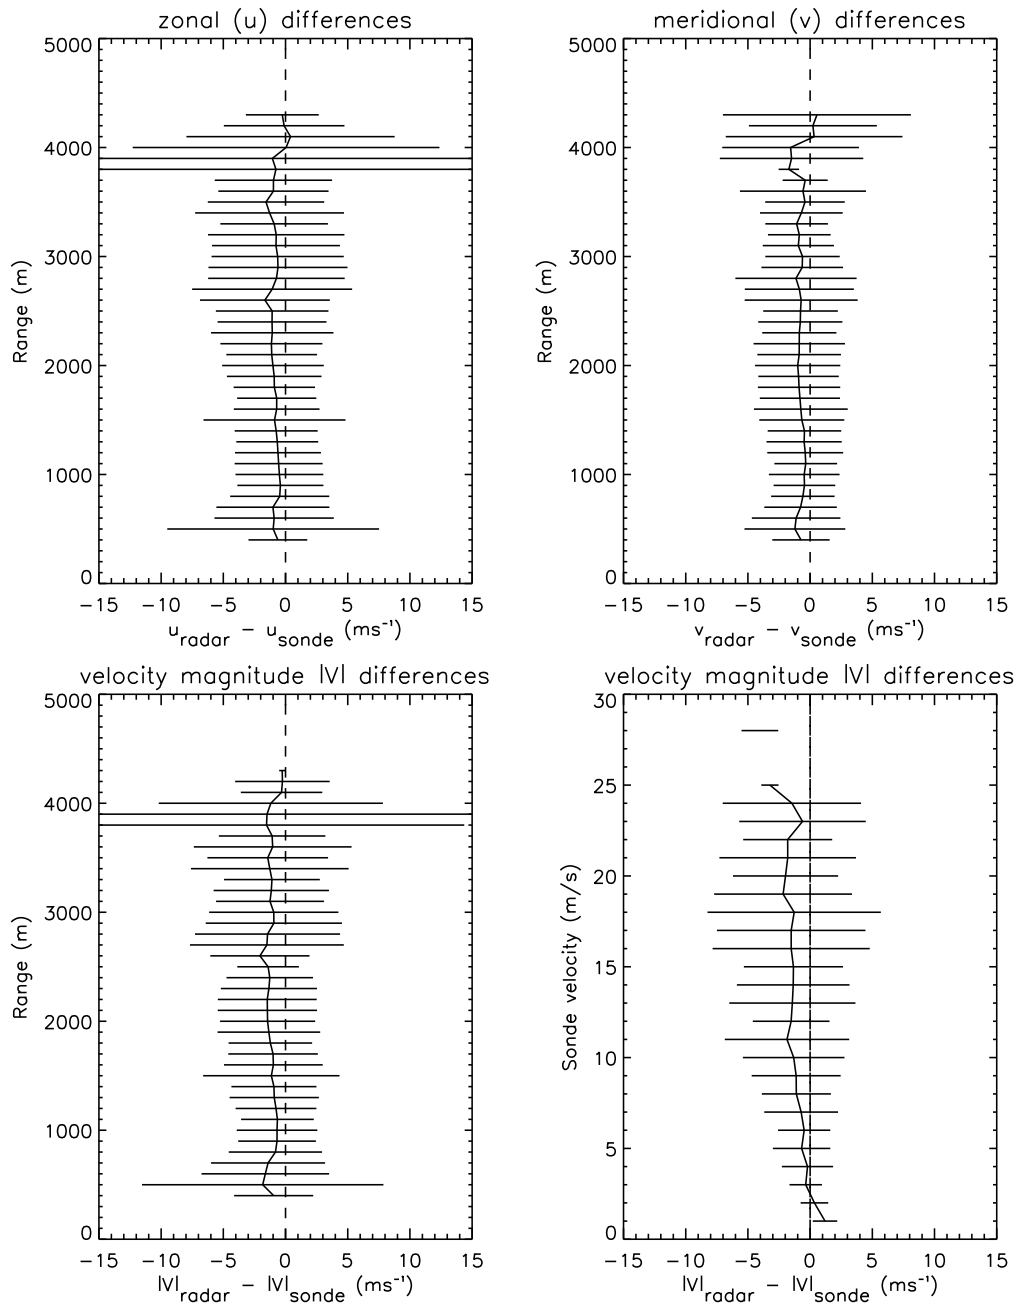 zonal (u) differences
5000
4000
3000
2000
1000
0
Range (m)
−15 −10 −5 0 5 10 15
u_radar − u_sonde (ms⁻¹)
meridional (v) differences
5000
4000
3000
2000
1000
0
Range (m)
−15 −10 −5 0 5 10 15
v_radar − v_sonde (ms⁻¹)
velocity magnitude |V| differences
5000
4000
3000
2000
1000
0
Range (m)
−15 −10 −5 0 5 10 15
|V|_radar − |V|_sonde (ms⁻¹)
velocity magnitude |V| differences
30
25
20
15
10
5
0
Sonde velocity (m/s)
−15 −10 −5 0 5 10 15
|V|_radar − |V|_sonde (ms⁻¹)